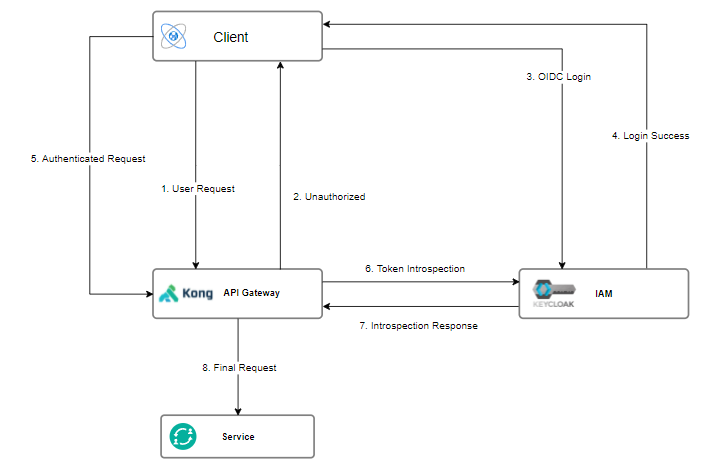 Client
3. OIDC Login
4. Login Success
5. Authenticated Request
1. User Request
2. Unauthorized
6. Token Introspection
Kong API Gateway
KEYCLOAK IAM
7. Introspection Response
8. Final Request
Service